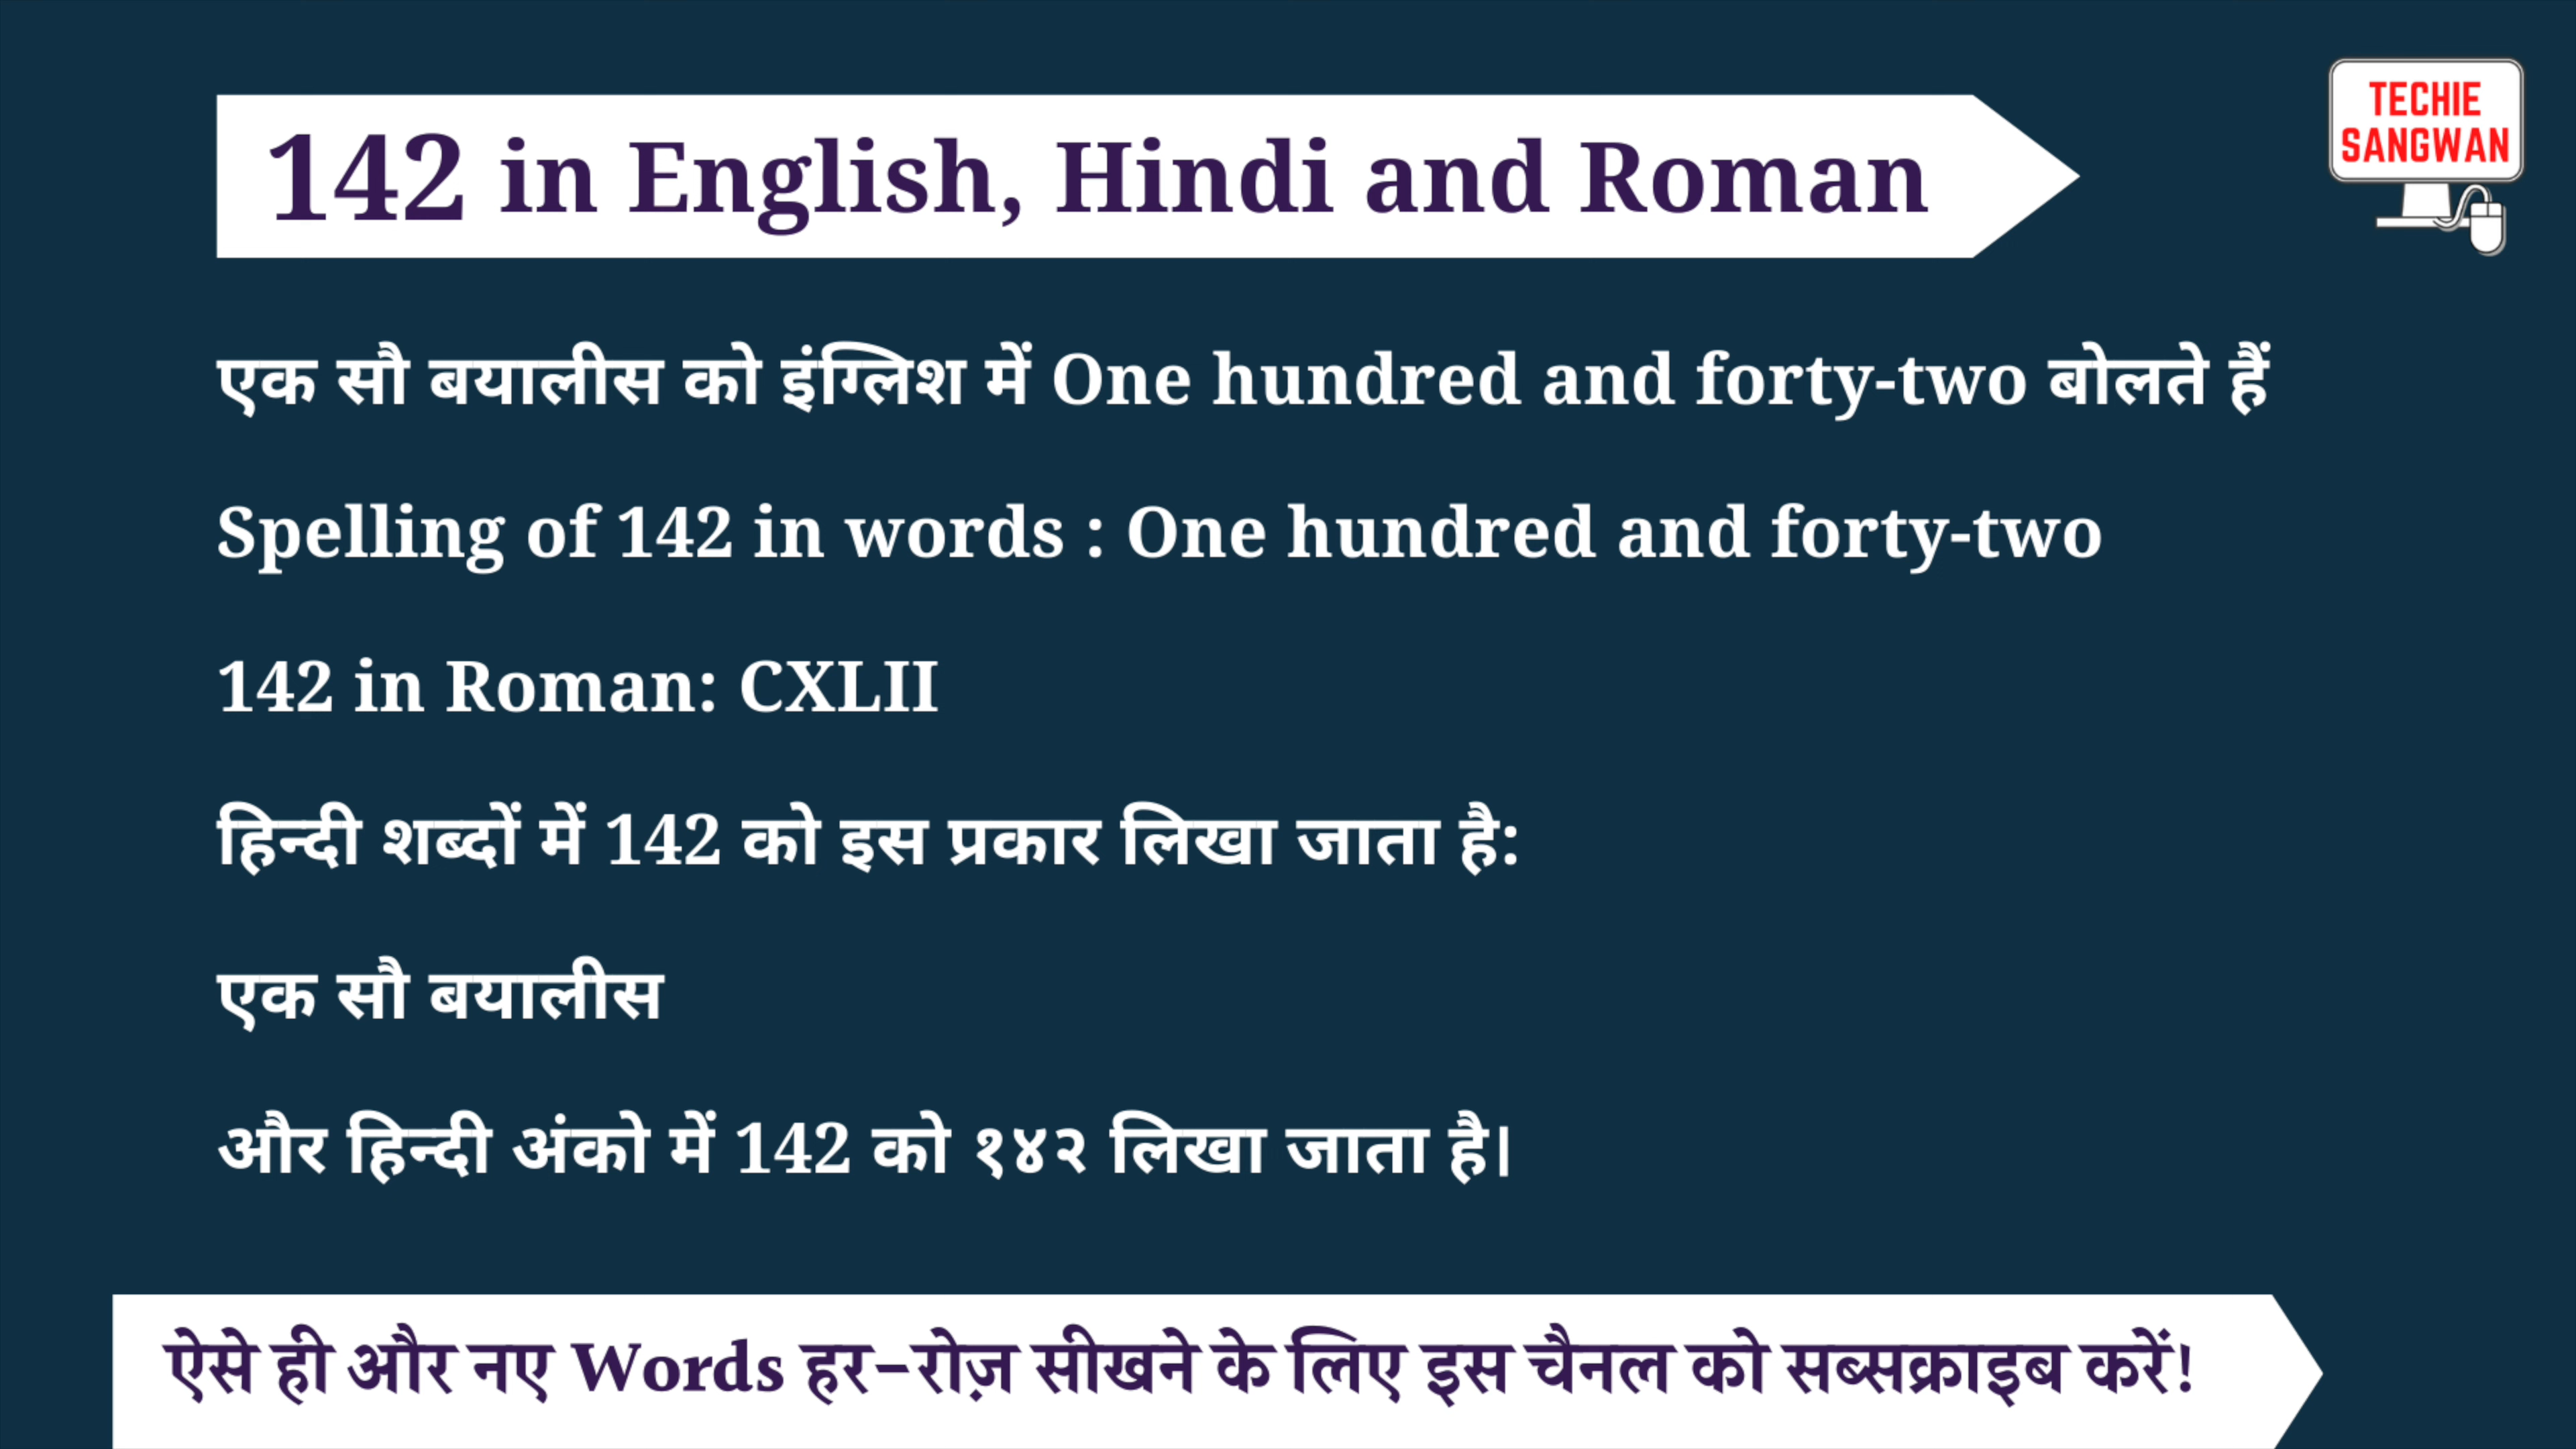 142 in English, Hindi and Roman
TECHIE
SANGWAN
एक सौ बयालीस को इंग्लिश में One hundred and forty-two बोलते हैं
Spelling of 142 in words : One hundred and forty-two
142 in Roman: CXLII
हिन्दी शब्दों में 142 को इस प्रकार लिखा जाता है:
एक सौ बयालीस
और हिन्दी अंको में 142 को १४२ लिखा जाता है।
ऐसे ही और नए Words हर-रोज़ सीखने के लिए इस चैनल को सब्सक्राइब करें!